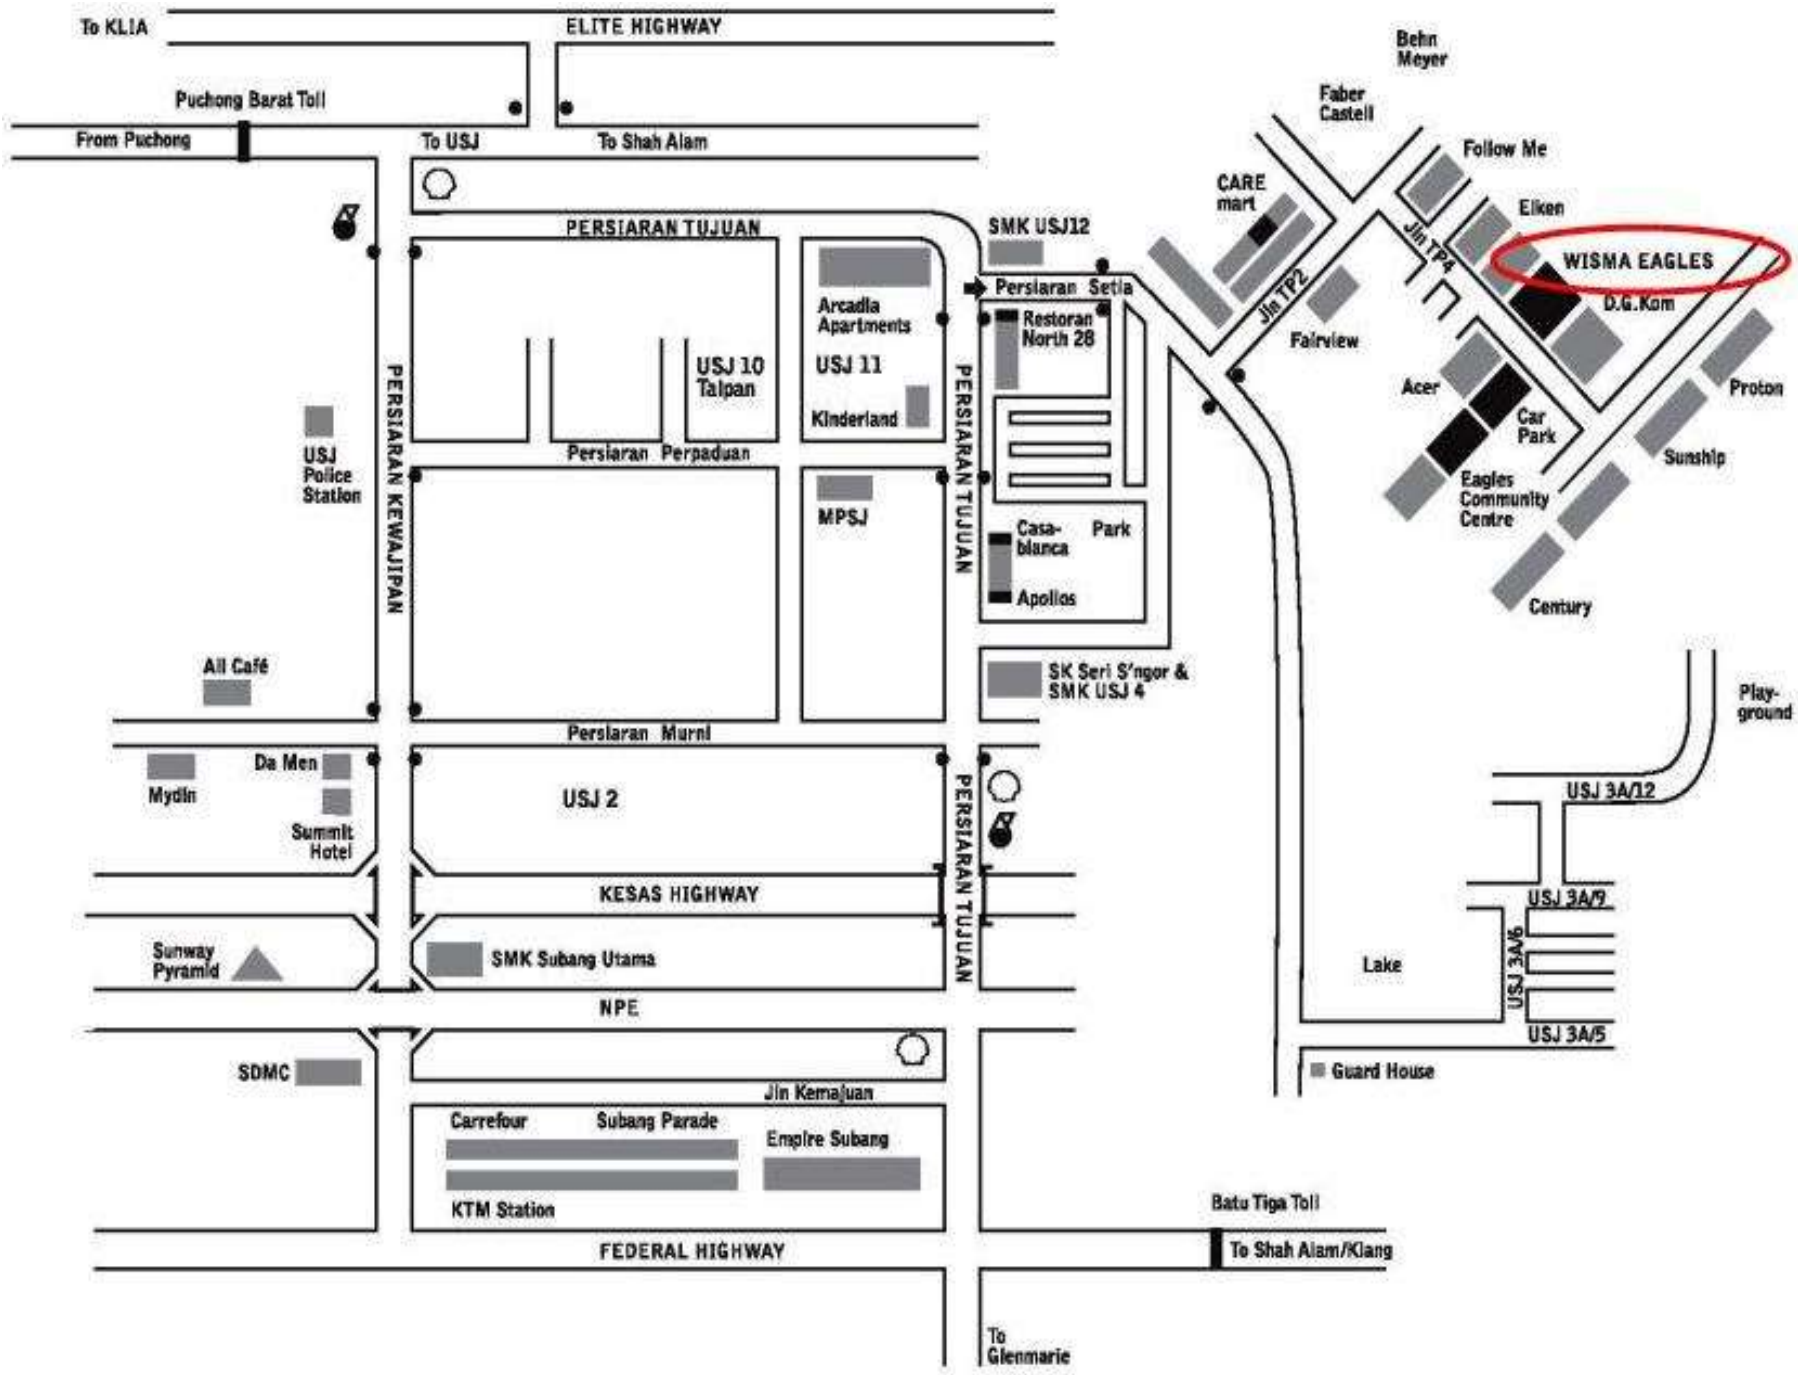 To KLIA
ELITE HIGHWAY
Puchong Barat Toll
From Puchong
To USJ
To Shah Alam
PERSIARAN TUJUAN
Arcadia
Apartments
USJ 10
Taipan
USJ 11
Kinderland
Persiaran Perpaduan
PERSIARAN KEWAJIPAN
USJ
Police
Station
MPSJ
All Café
Persiaran Murni
Mydin
Da Men
Summit
Hotel
USJ 2
KESAS HIGHWAY
Sunway
Pyramid
SMK Subang Utama
NPE
SDMC
Jln Kemajuan
Carrefour
Subang Parade
Empire Subang
KTM Station
FEDERAL HIGHWAY
Batu Tiga Toll
To Shah Alam/Klang
To
Glenmarie
SMK USJ12
Persiaran Setia
Restoran
North 28
PERSIARAN TUJUAN
Casa-
blanca
Park
Apollos
SK Seri S'ngor &
SMK USJ 4
PERSIARAN TUJUAN
Behn
Meyer
Faber
Castell
Follow Me
CARE
mart
Elken
Jln TP4
WISMA EAGLES
D.G.Kom
Jln TP2
Fairview
Acer
Car
Park
Proton
Sunship
Eagles
Community
Centre
Century
Play-
ground
USJ 3A/12
USJ 3A/9
USJ 3A/6
Lake
USJ 3A/5
Guard House